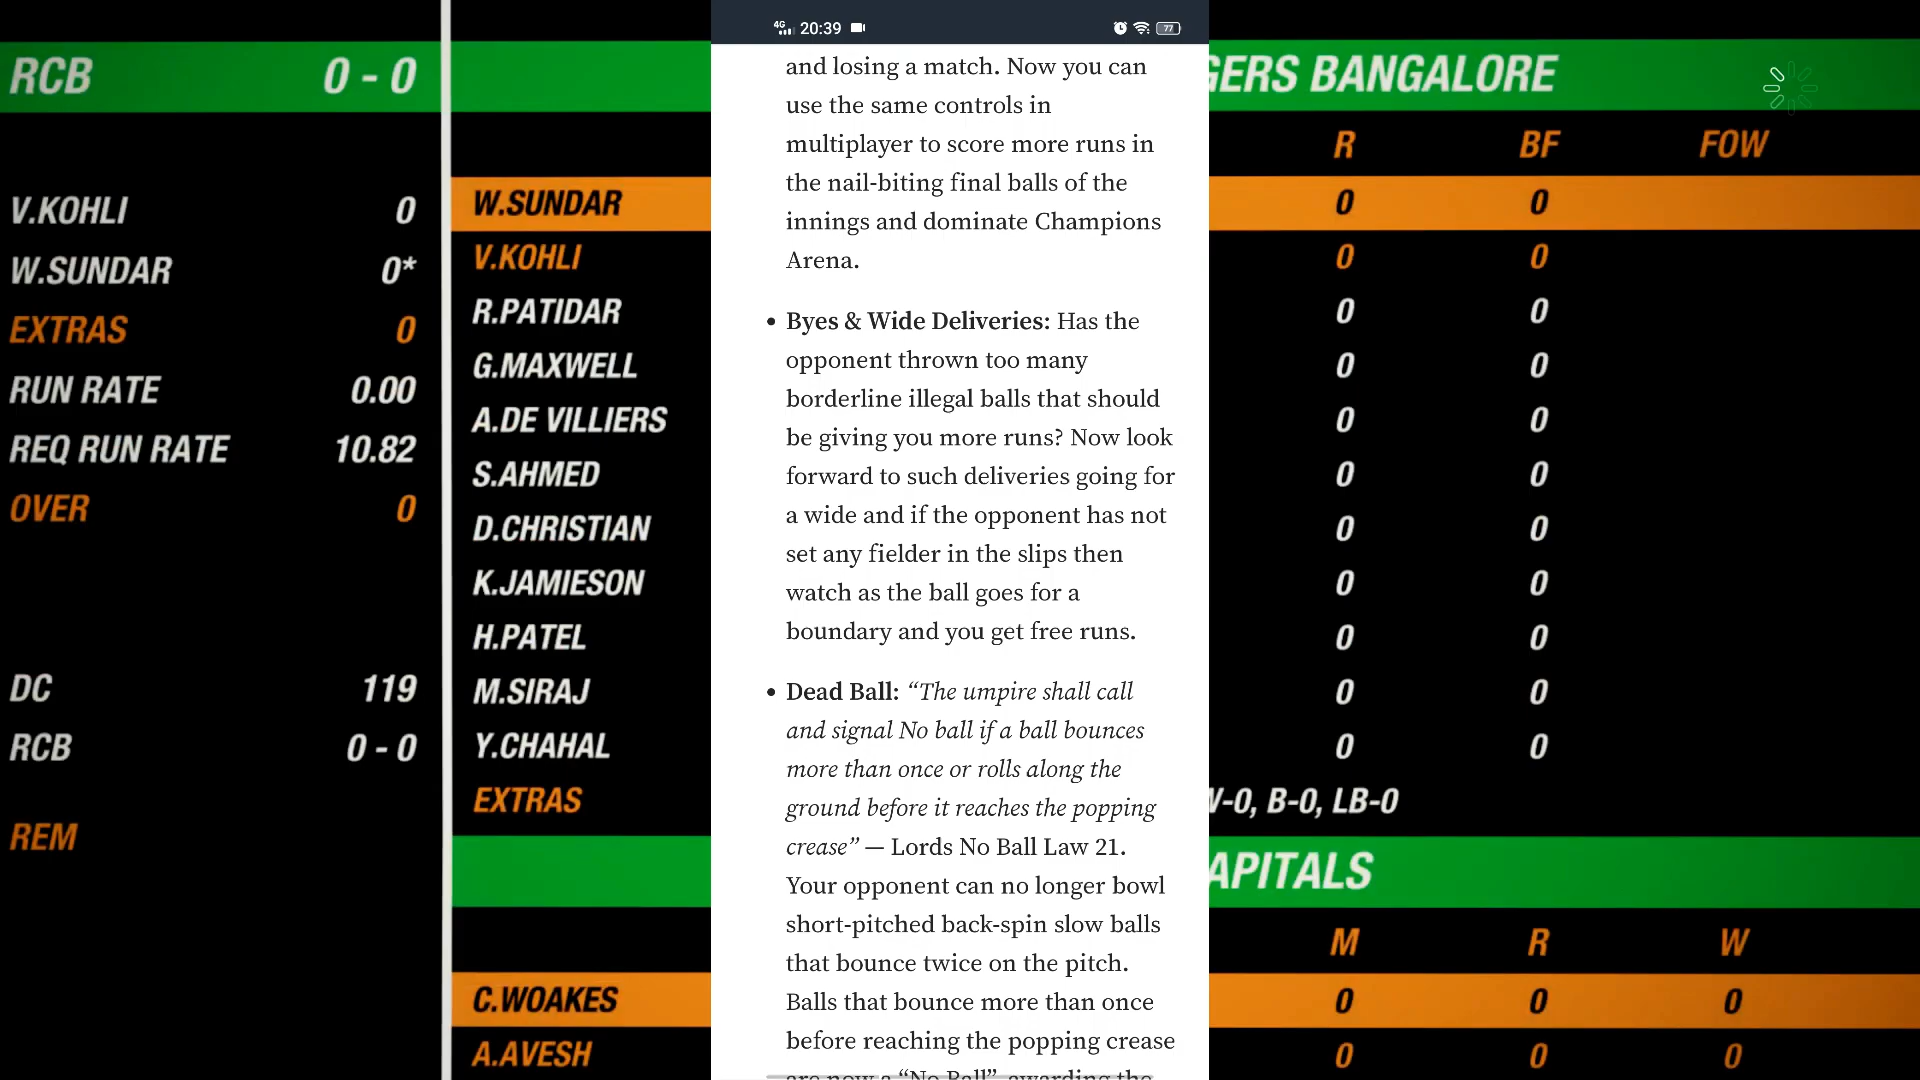 RCB 0 - 0
V.KOHLI 0
W.SUNDAR 0*
EXTRAS 0
RUN RATE 0.00
REQ RUN RATE 10.82
OVER 0
DC 119
RCB 0 - 0
REM
GERS BANGALORE
R BF FOW
W.SUNDAR 0 0
V.KOHLI 0 0
R.PATIDAR 0 0
G.MAXWELL 0 0
A.DE VILLIERS 0 0
S.AHMED 0 0
D.CHRISTIAN 0 0
K.JAMIESON 0 0
H.PATEL 0 0
M.SIRAJ 0 0
Y.CHAHAL 0 0
EXTRAS W-0, B-0, LB-0
APITALS
M R W
C.WOAKES 0 0 0
A.AVESH 0 0 0
4G 20:39 77
and losing a match. Now you can
use the same controls in
multiplayer to score more runs in
the nail-biting final balls of the
innings and dominate Champions
Arena.
• Byes & Wide Deliveries: Has the
opponent thrown too many
borderline illegal balls that should
be giving you more runs? Now look
forward to such deliveries going for
a wide and if the opponent has not
set any fielder in the slips then
watch as the ball goes for a
boundary and you get free runs.
• Dead Ball: “The umpire shall call
and signal No ball if a ball bounces
more than once or rolls along the
ground before it reaches the popping
crease” — Lords No Ball Law 21.
Your opponent can no longer bowl
short-pitched back-spin slow balls
that bounce twice on the pitch.
Balls that bounce more than once
before reaching the popping crease
are now a “No Ball”, awarding the